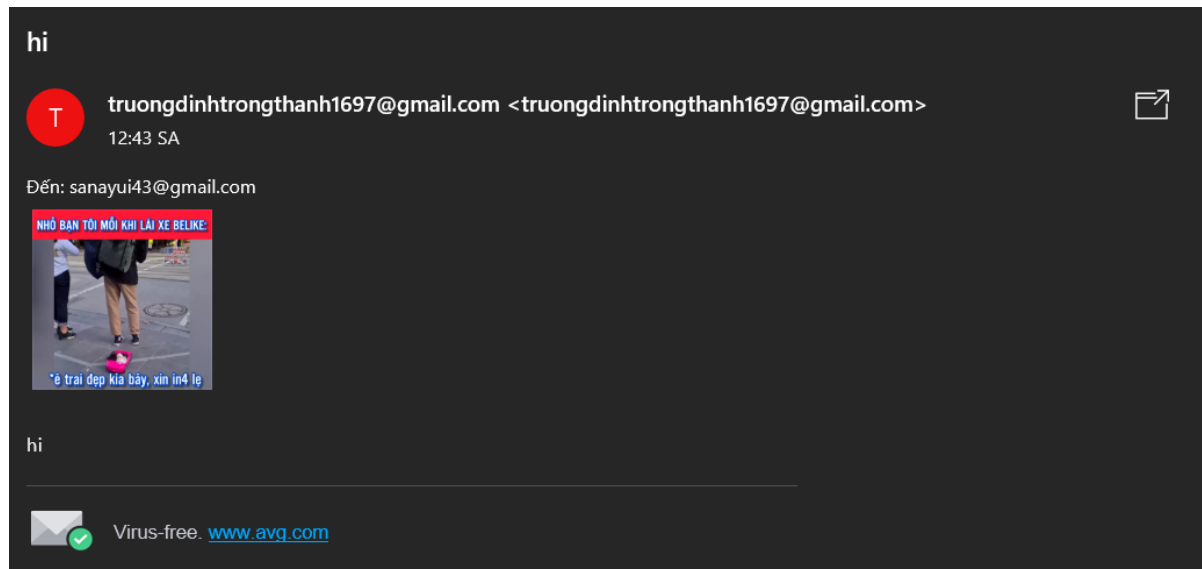 hi
T
truongdinhtrongthanh1697@gmail.com <truongdinhtrongthanh1697@gmail.com>
12:43 SA
Đến: sanayui43@gmail.com
NHỎ BẠN TÔI MỖI KHI LÁI XE BELIKE:
*ê trai đẹp kia bây, xin in4 lẹ
hi
Virus-free. www.avg.com